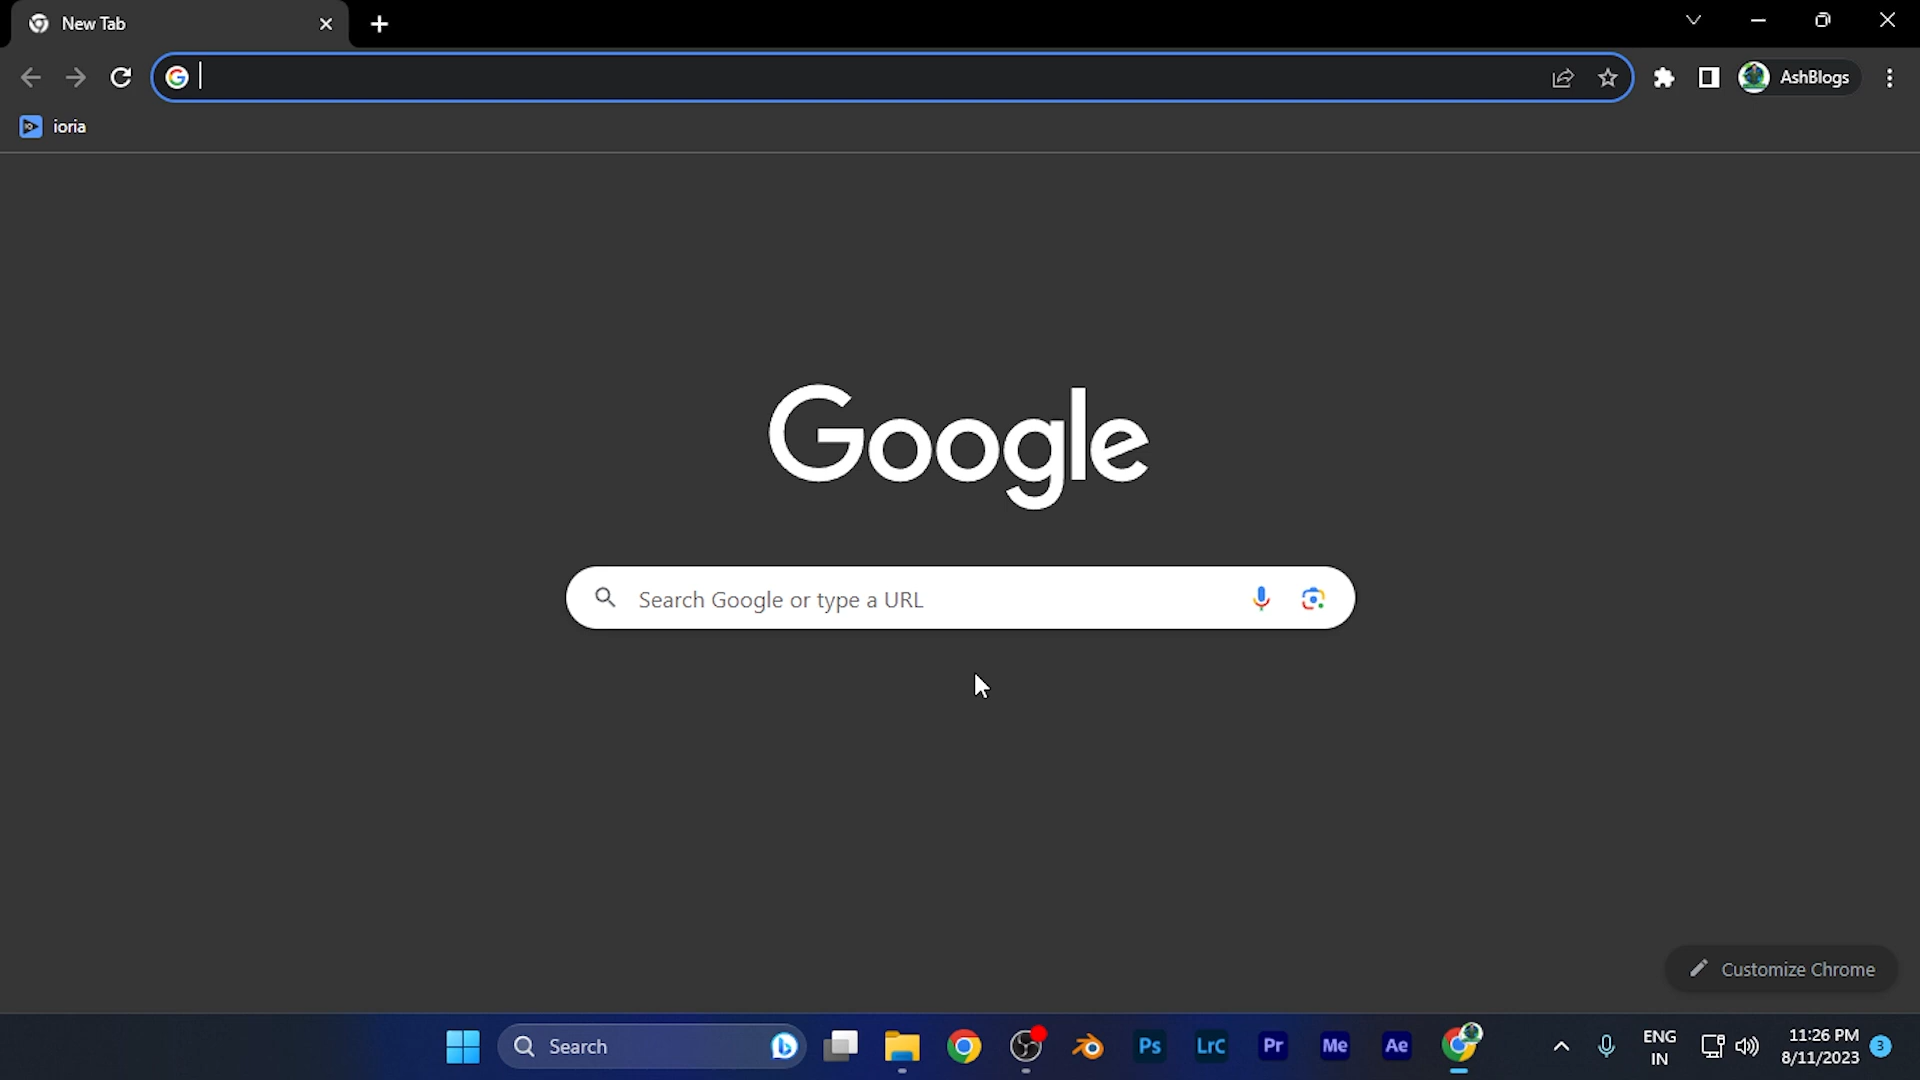 New Tab
AshBlogs
ioria
Google
Search Google or type a URL
Customize Chrome
Search
Ps
LrC
Pr
Me
Ae
ENG
IN
11:26 PM
8/11/2023
3